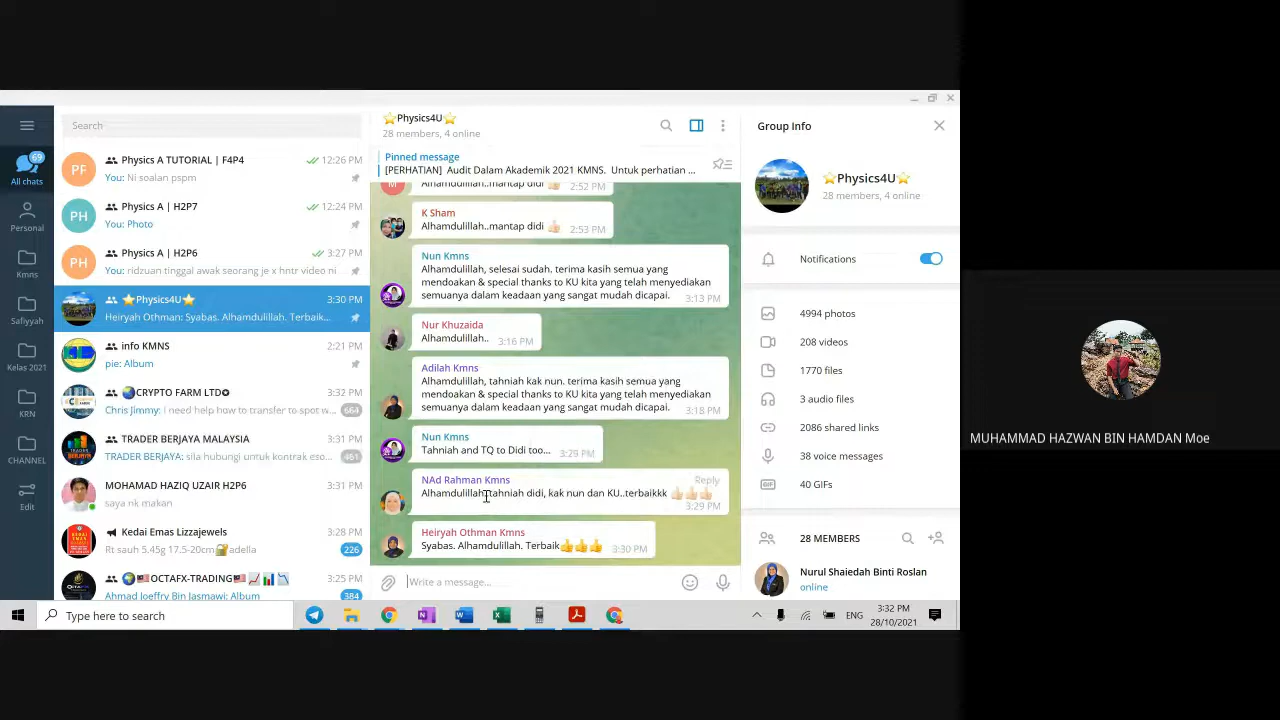 Search
All chats
69
Personal
Kmns
Safiyyah
Kelas 2021
KRN
CHANNEL
Edit
PF
Physics A TUTORIAL | F4P4
12:26 PM
You: Ni soalan pspm
PH
Physics A | H2P7
12:24 PM
You: Photo
PH
Physics A | H2P6
3:27 PM
You: ridzuan tinggal awak seorang je x hntr video ni
⭐Physics4U⭐
3:30 PM
Heiryah Othman: Syabas. Alhamdulillah. Terbaik...
info KMNS
2:21 PM
pie: Album
🌏CRYPTO FARM LTD✪
3:32 PM
Chris Jimmy: I need help how to transfer to spot w...
664
TRADER BERJAYA MALAYSIA
3:31 PM
TRADER BERJAYA: sila hubungi untuk kontrak eso...
461
MOHAMAD HAZIQ UZAIR H2P6
3:31 PM
saya nk makan
Kedai Emas Lizzajewels
3:28 PM
Rt sauh 5.45g 17.5-20cm🔐adella
226
🌍🇲🇾OCTAFX-TRADING🇲🇾📈📊📉
3:25 PM
Ahmad Joeffry Bin Jasmawi: Album
384
⭐Physics4U⭐
28 members, 4 online
Pinned message
[PERHATIAN] Audit Dalam Akademik 2021 KMNS. Untuk perhatian ...
M
Alhamdulillah..mantap didi 👍🏻
2:52 PM
K Sham
Alhamdulillah..mantap didi 👍🏻
2:53 PM
Nun Kmns
Alhamdulillah, selesai sudah. terima kasih semua yang
mendoakan & special thanks to KU kita yang telah menyediakan
semuanya dalam keadaan yang sangat mudah dicapai.
3:13 PM
Nur Khuzaida
Alhamdulillah..
3:16 PM
Adilah Kmns
Alhamdulillah, tahniah kak nun. terima kasih semua yang
mendoakan & special thanks to KU kita yang telah menyediakan
semuanya dalam keadaan yang sangat mudah dicapai.
3:18 PM
Nun Kmns
Tahniah and TQ to Didi too...
3:29 PM
NAd Rahman Kmns
Reply
Alhamdulillah,tahniah didi, kak nun dan KU..terbaikkk 👍🏻👍🏻👍🏻
3:29 PM
Heiryah Othman Kmns
Syabas. Alhamdulillah. Terbaik👍👍👍
3:30 PM
Write a message...
Group Info
⭐Physics4U⭐
28 members, 4 online
Notifications
4994 photos
208 videos
1770 files
3 audio files
2086 shared links
38 voice messages
GIF
40 GIFs
28 MEMBERS
Nurul Shaiedah Binti Roslan
online
Type here to search
ENG
3:32 PM
28/10/2021
MUHAMMAD HAZWAN BIN HAMDAN Moe